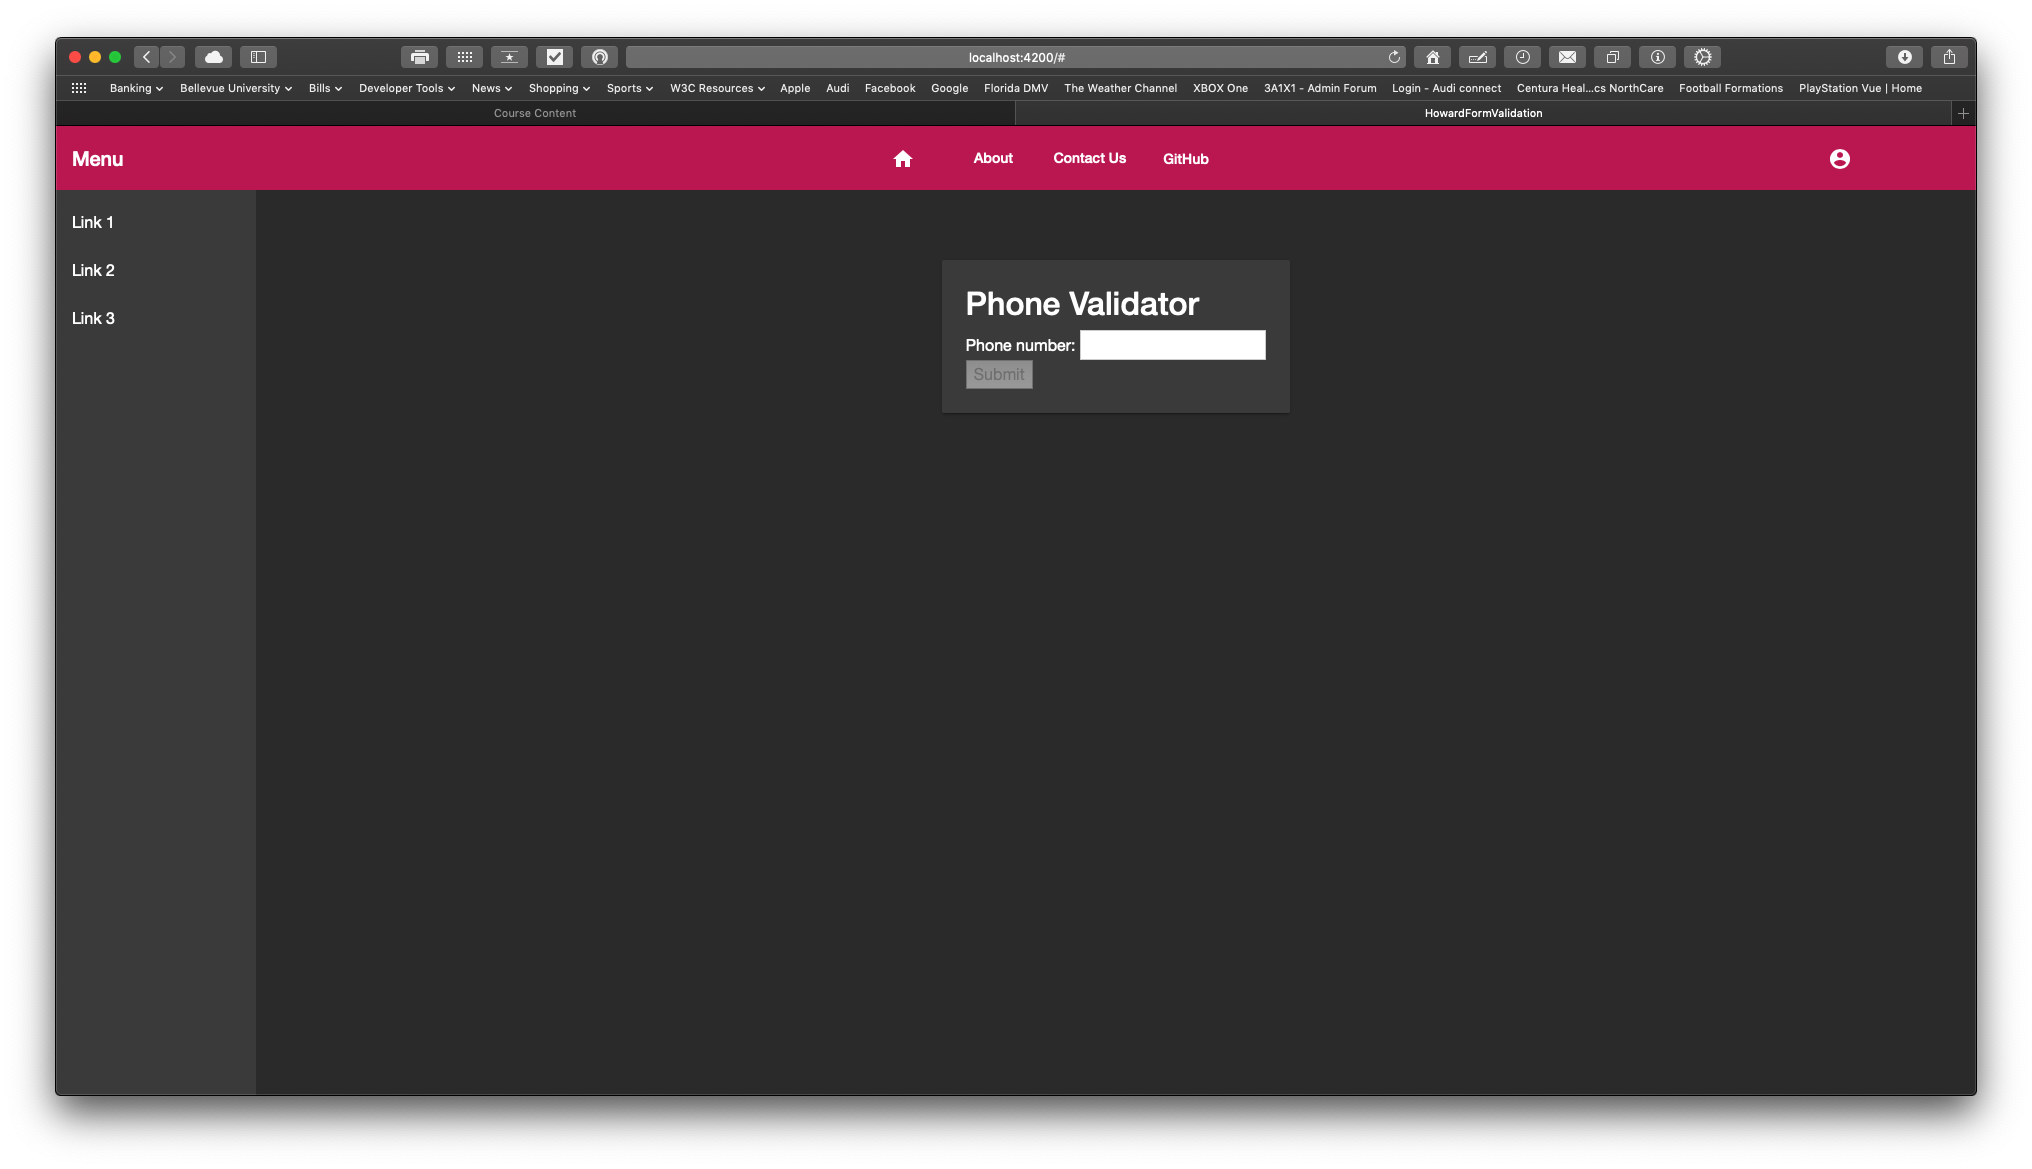 localhost:4200/#
Banking Bellevue University Bills Developer Tools News Shopping Sports W3C Resources Apple Audi Facebook Google Florida DMV The Weather Channel XBOX One 3A1X1 - Admin Forum Login - Audi connect Centura Heal...cs NorthCare Football Formations PlayStation Vue | Home
Course Content HowardFormValidation
Menu About Contact Us GitHub
Link 1
Link 2
Link 3
Phone Validator
Phone number:
Submit